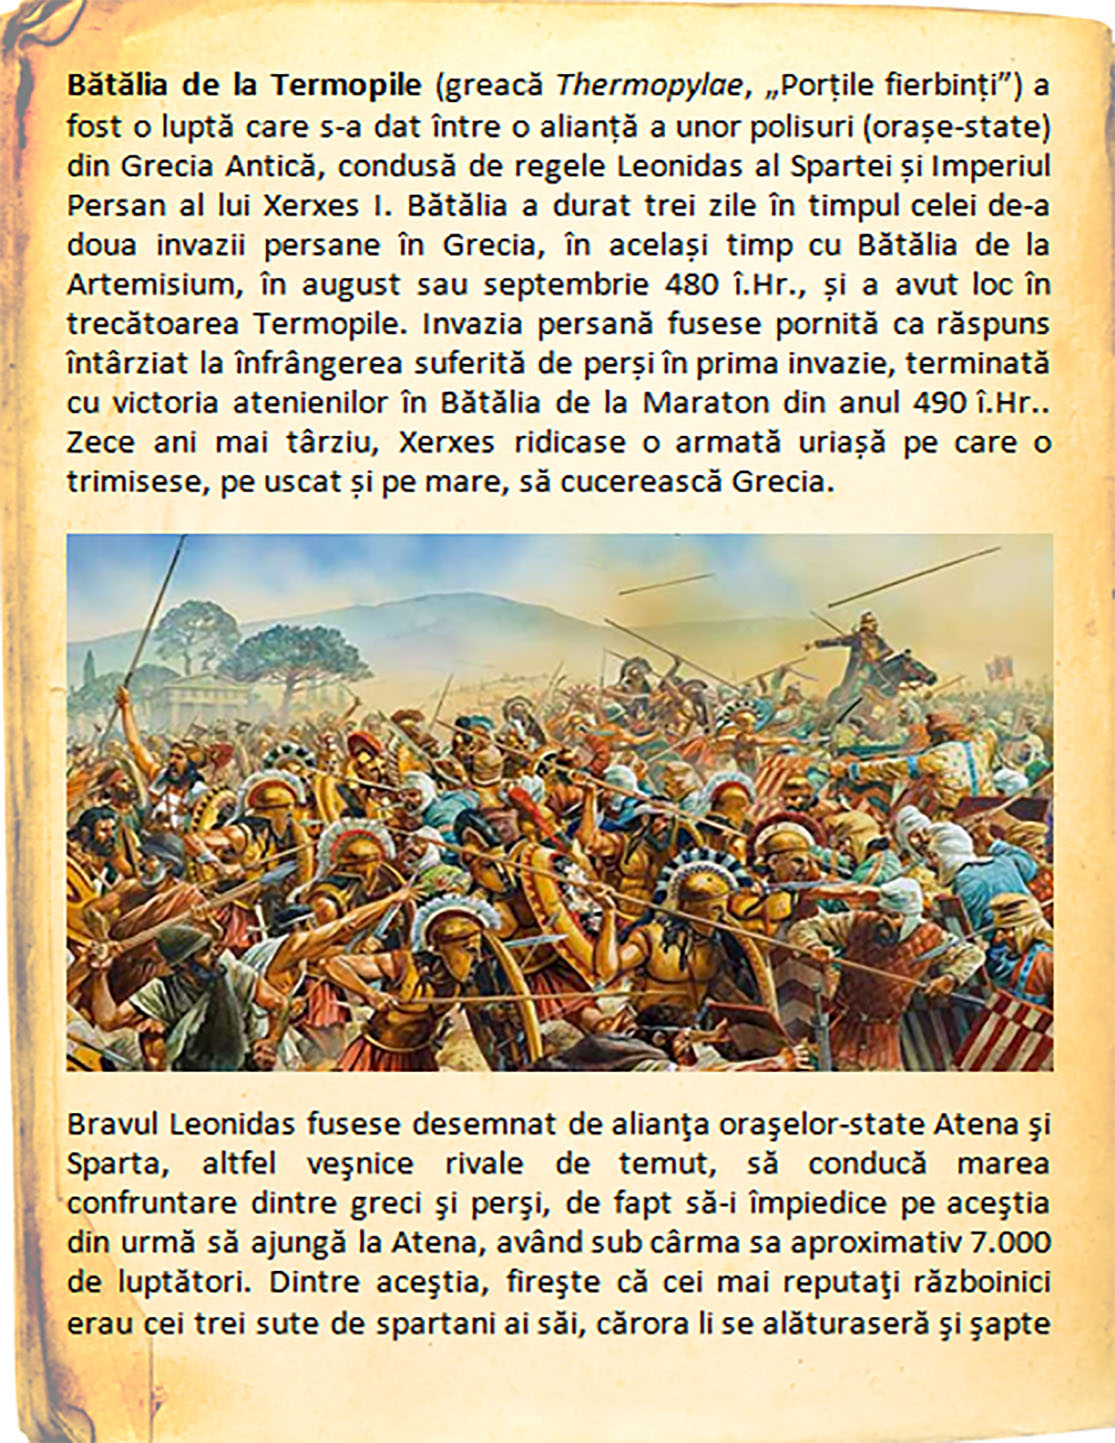 Bătălia de la Termopile (greacă Thermopylae, „Porțile fierbinți”) a
fost o luptă care s-a dat între o alianță a unor polisuri (orașe-state)
din Grecia Antică, condusă de regele Leonidas al Spartei și Imperiul
Persan al lui Xerxes I. Bătălia a durat trei zile în timpul celei de-a
doua invazii persane în Grecia, în același timp cu Bătălia de la
Artemisium, în august sau septembrie 480 î.Hr., și a avut loc în
trecătoarea Termopile. Invazia persană fusese pornită ca răspuns
întârziat la înfrângerea suferită de perși în prima invazie, terminată
cu victoria atenienilor în Bătălia de la Maraton din anul 490 î.Hr..
Zece ani mai târziu, Xerxes ridicase o armată uriașă pe care o
trimisese, pe uscat și pe mare, să cucerească Grecia.
Bravul Leonidas fusese desemnat de alianţa oraşelor-state Atena şi
Sparta, altfel veşnice rivale de temut, să conducă marea
confruntare dintre greci şi perşi, de fapt să-i împiedice pe aceştia
din urmă să ajungă la Atena, având sub cârma sa aproximativ 7.000
de luptători. Dintre aceştia, fireşte că cei mai reputaţi războinici
erau cei trei sute de spartani ai săi, cărora li se alăturaseră şi şapte